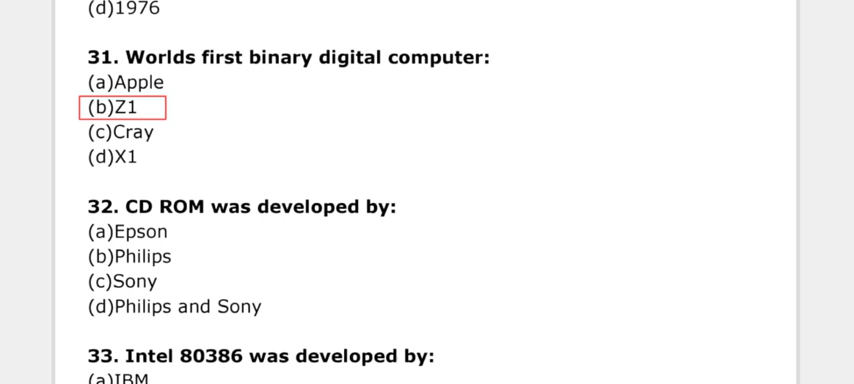 (d)1976
31. Worlds first binary digital computer:
(a)Apple
(b)Z1
(c)Cray
(d)X1
32. CD ROM was developed by:
(a)Epson
(b)Philips
(c)Sony
(d)Philips and Sony
33. Intel 80386 was developed by:
(a)IBM